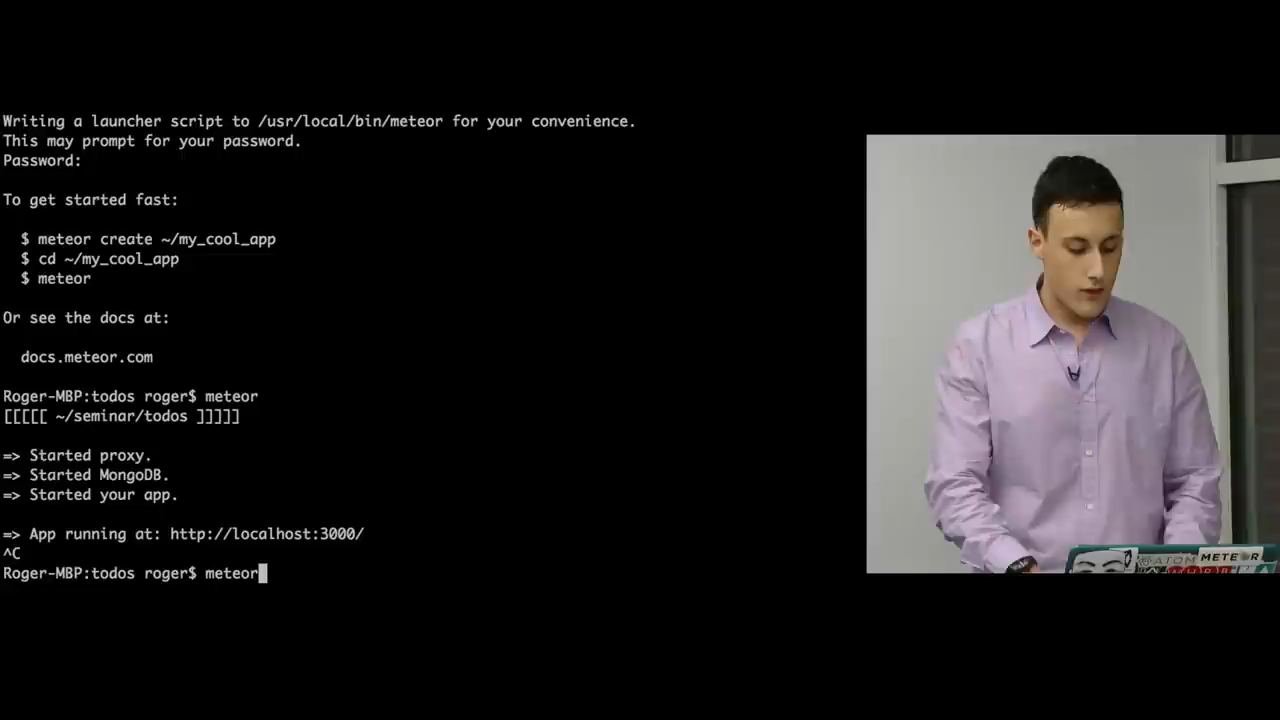 Writing a launcher script to /usr/local/bin/meteor for your convenience.
This may prompt for your password.
Password:
To get started fast:
$ meteor create ~/my_cool_app
$ cd ~/my_cool_app
$ meteor
Or see the docs at:
docs.meteor.com
Roger-MBP:todos roger$ meteor
[[[[[ ~/seminar/todos ]]]]]
=> Started proxy.
=> Started MongoDB.
=> Started your app.
=> App running at: http://localhost:3000/
^C
Roger-MBP:todos roger$ meteor
ATOM
METEOR